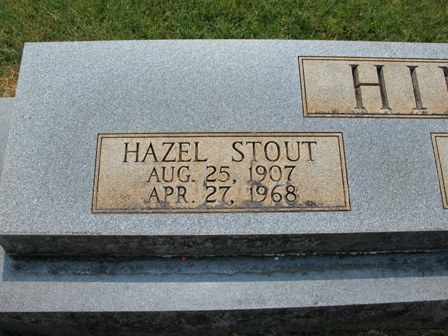 HAZEL STOUT
AUG. 25, 1907
APR. 27, 1968